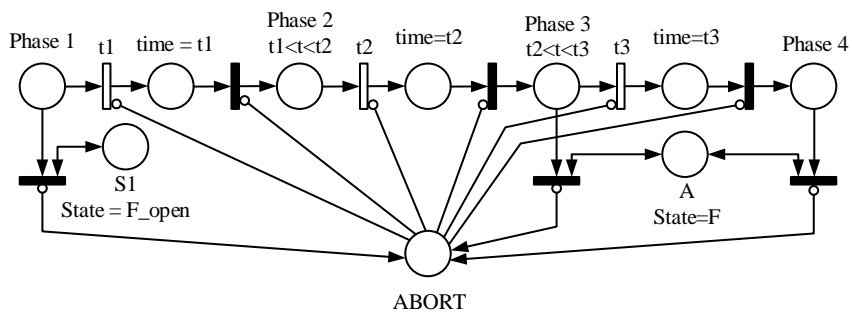 Phase 1
t1
time = t1
Phase 2
t1<t<t2
t2
time=t2
Phase 3
t2<t<t3
t3
time=t3
Phase 4
S1
State = F_open
A
State=F
ABORT